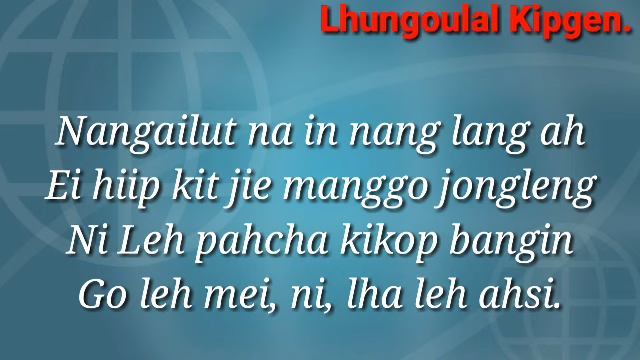 Lhungoulal Kipgen.
Nangailut na in nang lang ah
Ei hiip kit jie manggo jongleng
Ni Leh pahcha kikop bangin
Go leh mei, ni, lha leh ahsi.